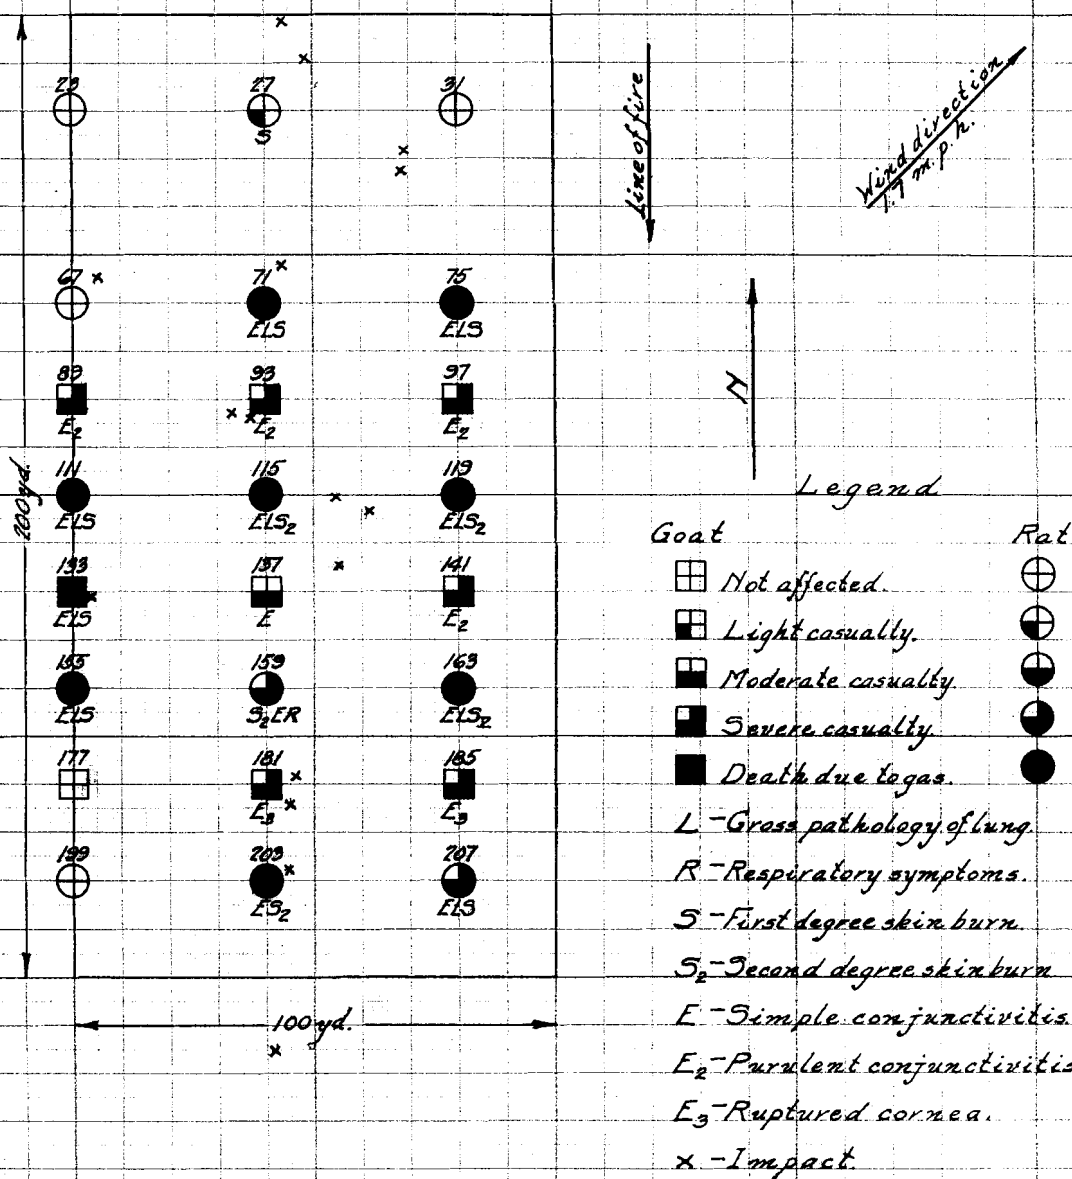 23 27 31
S
Line of fire
Wind direction
1.7 m.p.h.
67 71 75
ELS ELS
89 93 97
E₂ E₂ E₂
N
200 yd.
111 115 119
ELS ELS₂ ELS₂
133 137 141
ELS E E₂
155 159 163
ELS S₂ER ELS₂
177 181 185
E₃ E₃
199 203 207
ES₂ ELS
100 yd.
Legend
Goat Rat
Not affected.
Light casualty.
Moderate casualty.
Severe casualty.
Death due to gas.
L - Gross pathology of lung.
R - Respiratory symptoms.
S - First degree skin burn.
S₂ - Second degree skin burn
E - Simple conjunctivitis.
E₂ - Purulent conjunctivitis
E₃ - Ruptured cornea.
x - Impact.